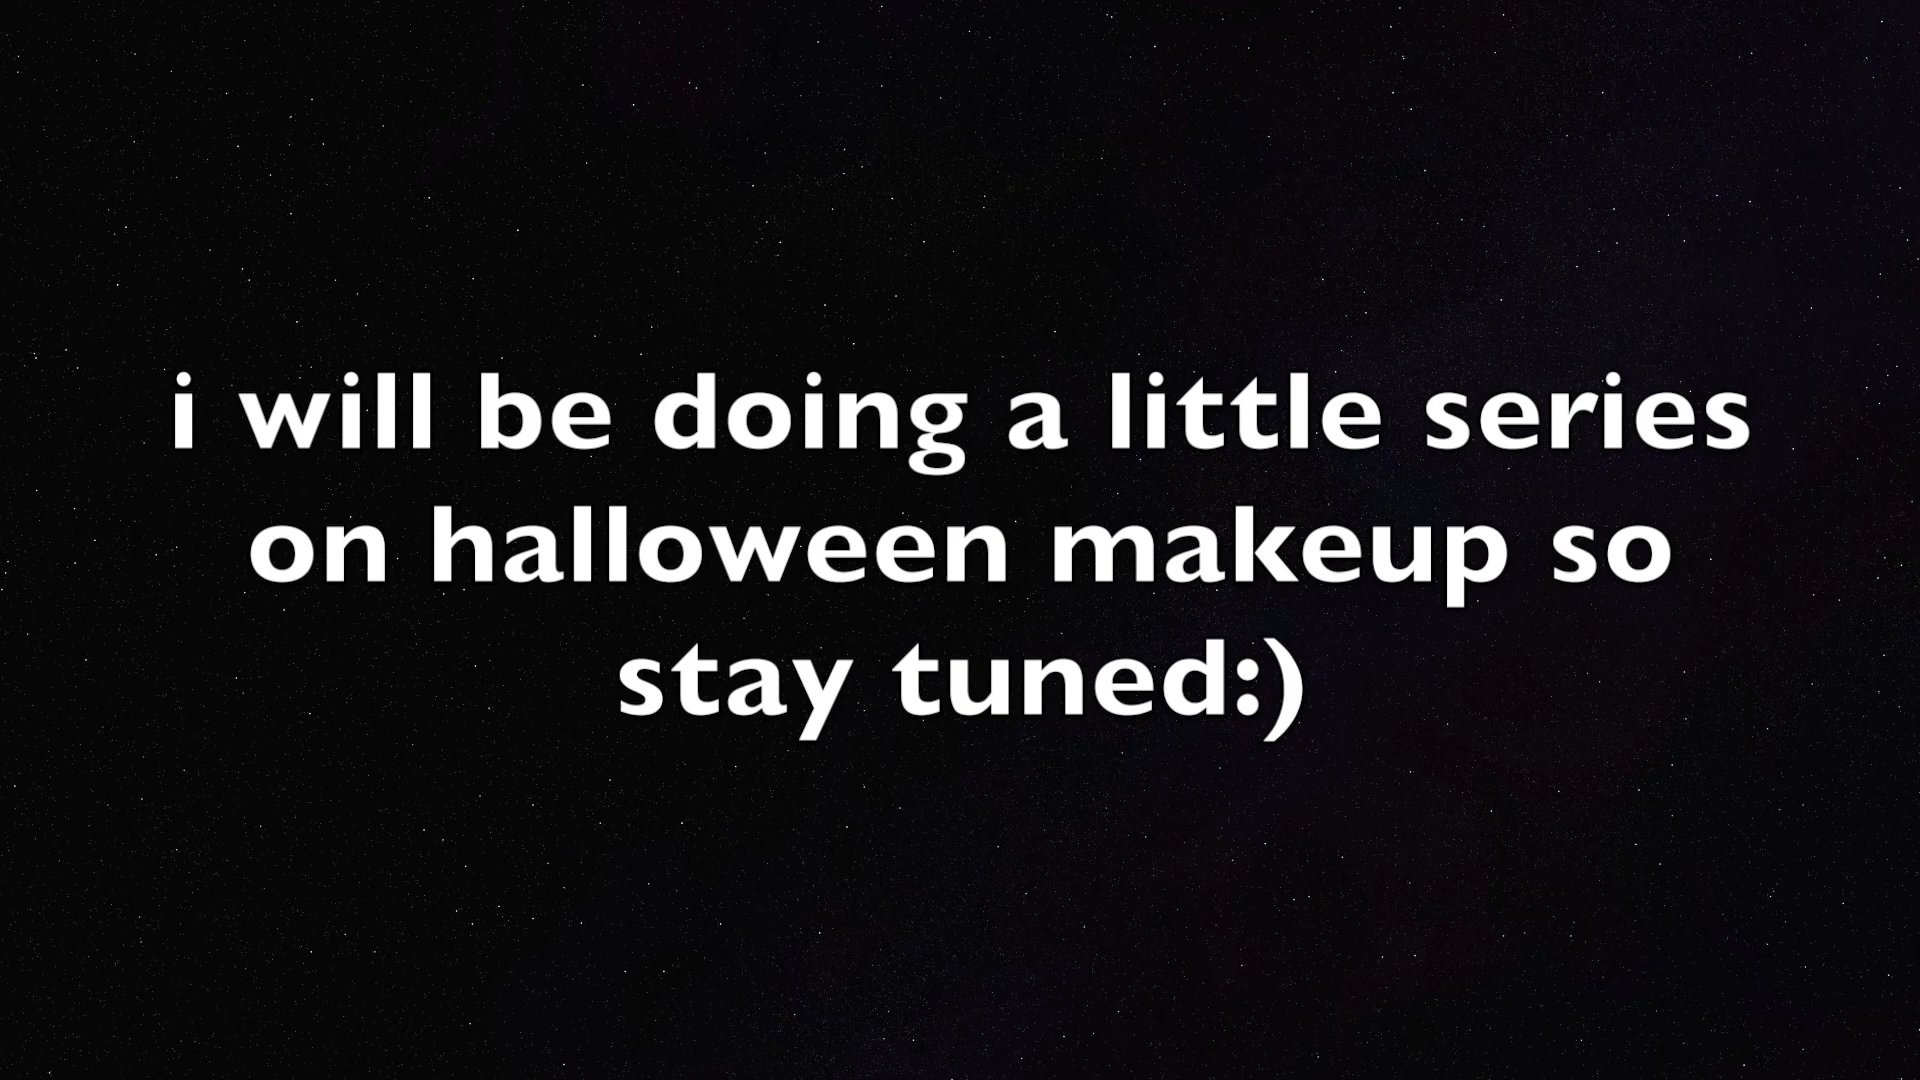 i will be doing a little series
on halloween makeup so
stay tuned:)